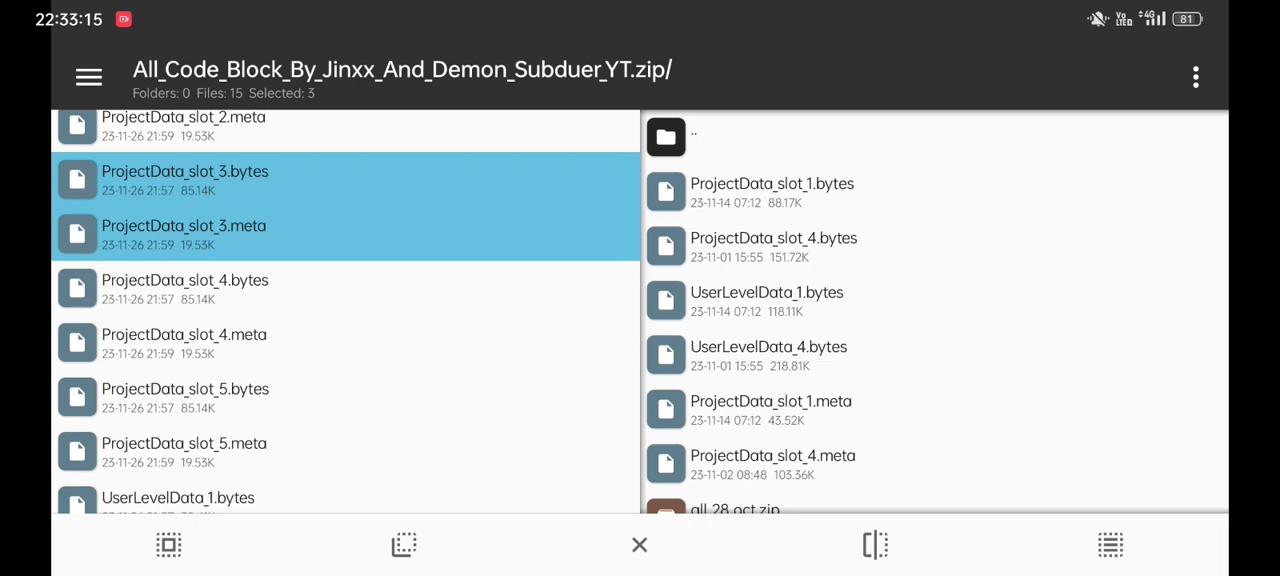 22:33:15
Vo LTED 4G 81
All_Code_Block_By_Jinxx_And_Demon_Subduer_YT.zip/
Folders: 0 Files: 15 Selected: 3
ProjectData_slot_2.meta
23-11-26 21:59 19.53K
ProjectData_slot_3.bytes
23-11-26 21:57 85.14K
ProjectData_slot_3.meta
23-11-26 21:59 19.53K
ProjectData_slot_4.bytes
23-11-26 21:57 85.14K
ProjectData_slot_4.meta
23-11-26 21:59 19.53K
ProjectData_slot_5.bytes
23-11-26 21:57 85.14K
ProjectData_slot_5.meta
23-11-26 21:59 19.53K
UserLevelData_1.bytes
..
ProjectData_slot_1.bytes
23-11-14 07:12 88.17K
ProjectData_slot_4.bytes
23-11-01 15:55 151.72K
UserLevelData_1.bytes
23-11-14 07:12 118.11K
UserLevelData_4.bytes
23-11-01 15:55 218.81K
ProjectData_slot_1.meta
23-11-14 07:12 43.52K
ProjectData_slot_4.meta
23-11-02 08:48 103.36K
all 28 oct.zip